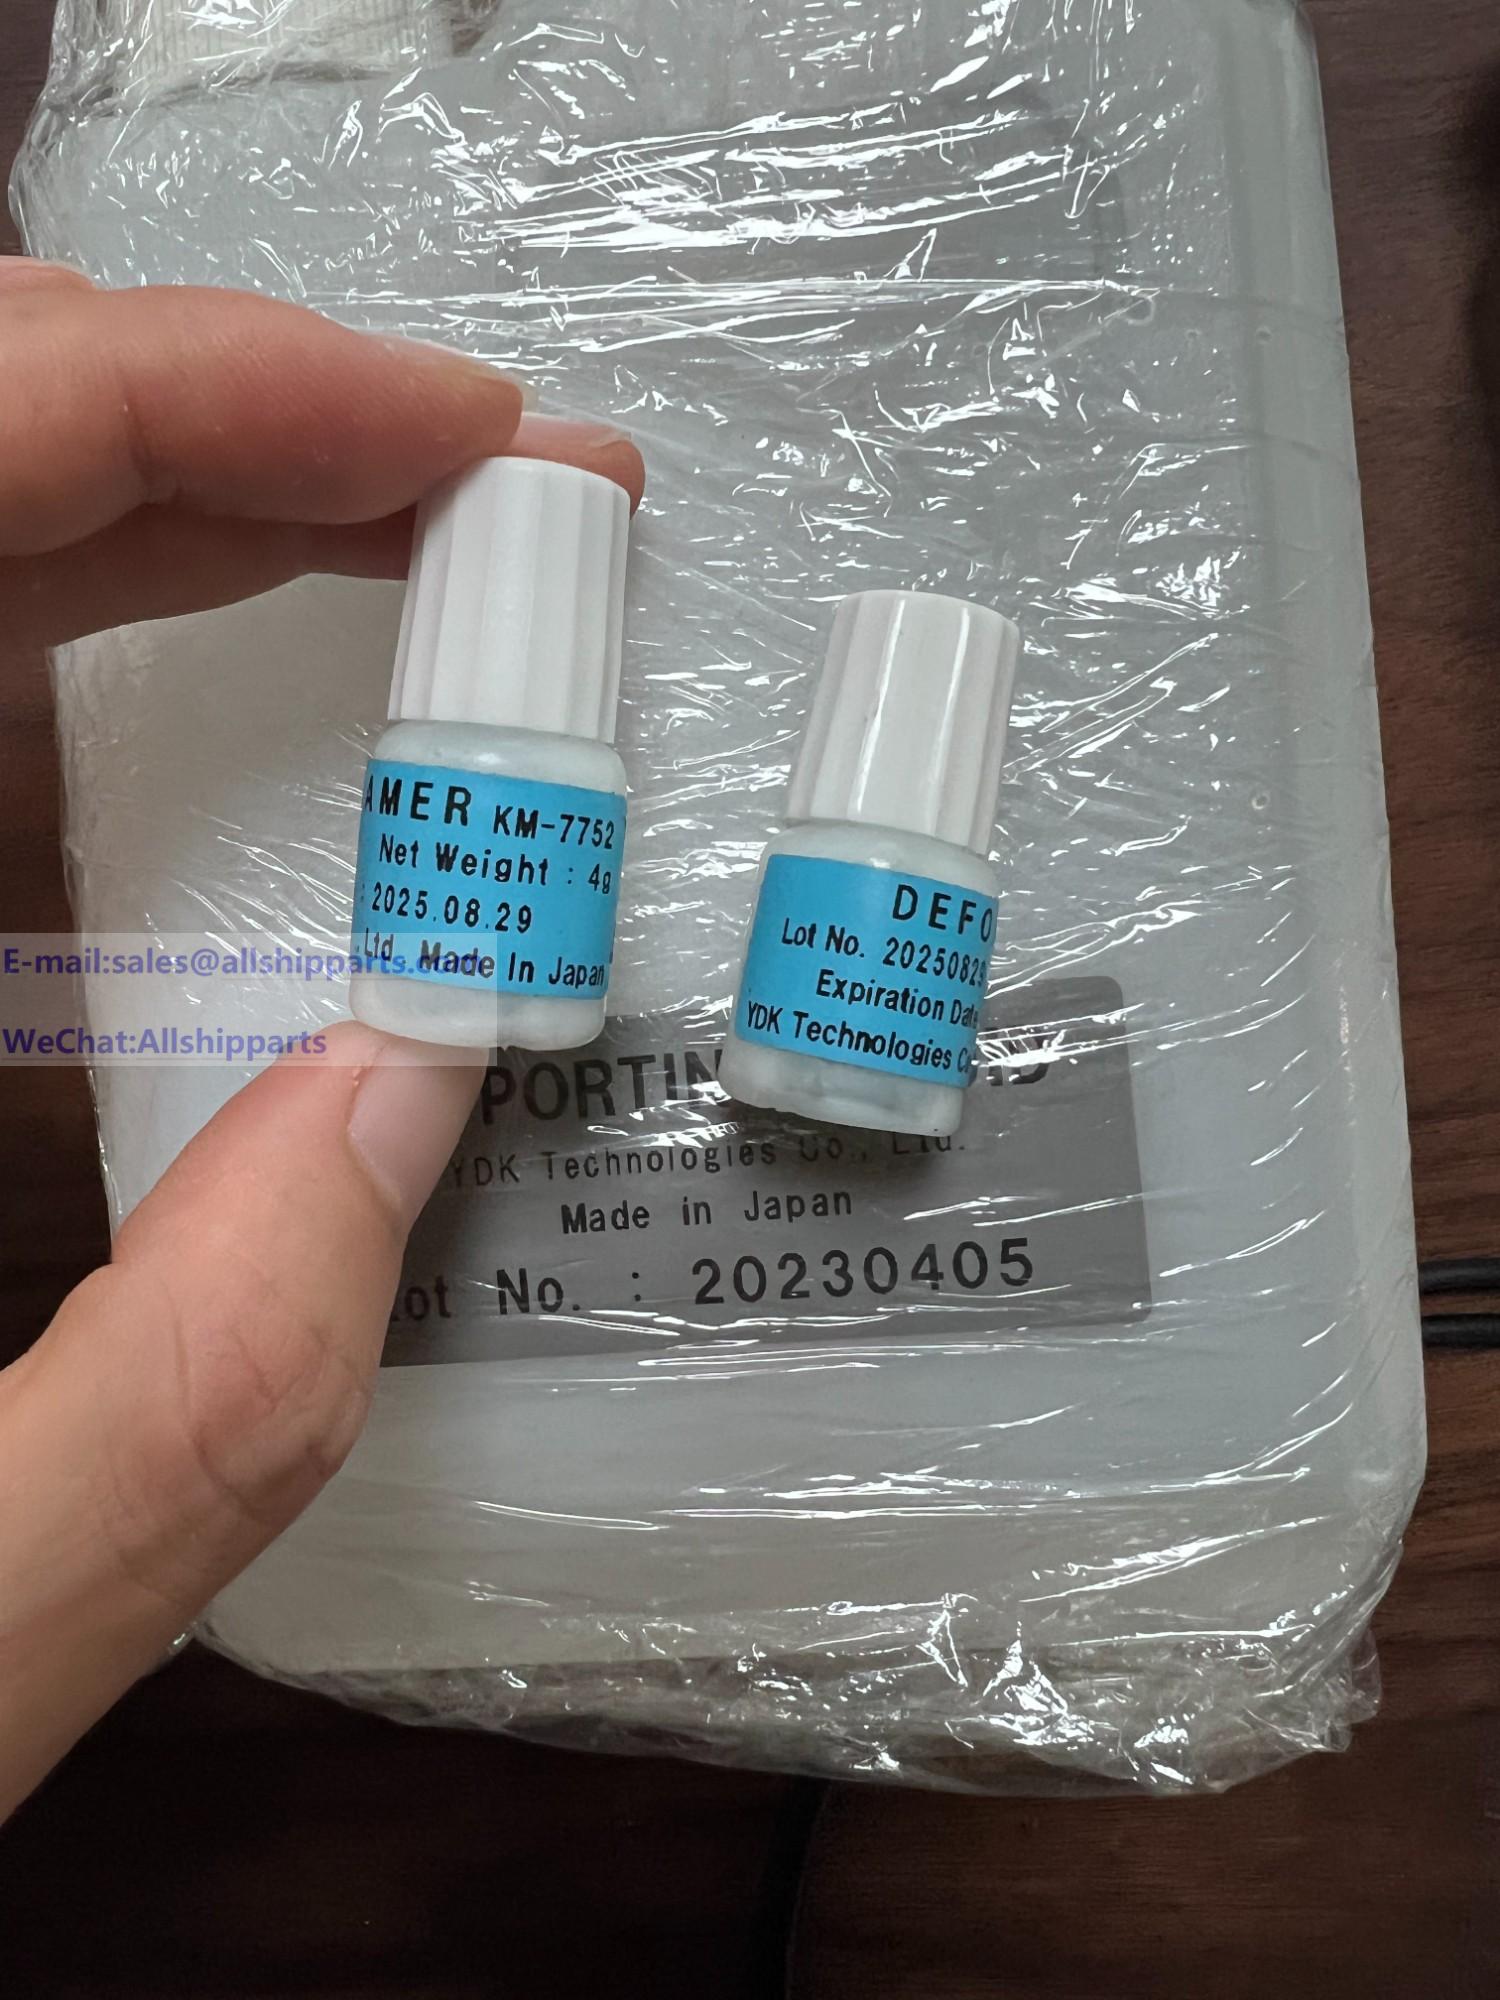 AMER KM-7752
Net Weight : 4g
: 2025.08.29
., Ltd. Made In Japan
DEFO
Lot No. 2025082
Expiration Date
YDK Technologies Co
E-mail:sales@allshipparts.com
WeChat:Allshipparts
PORTIN
YDK Technologies Co., Ltd.
Made in Japan
Lot No. : 20230405